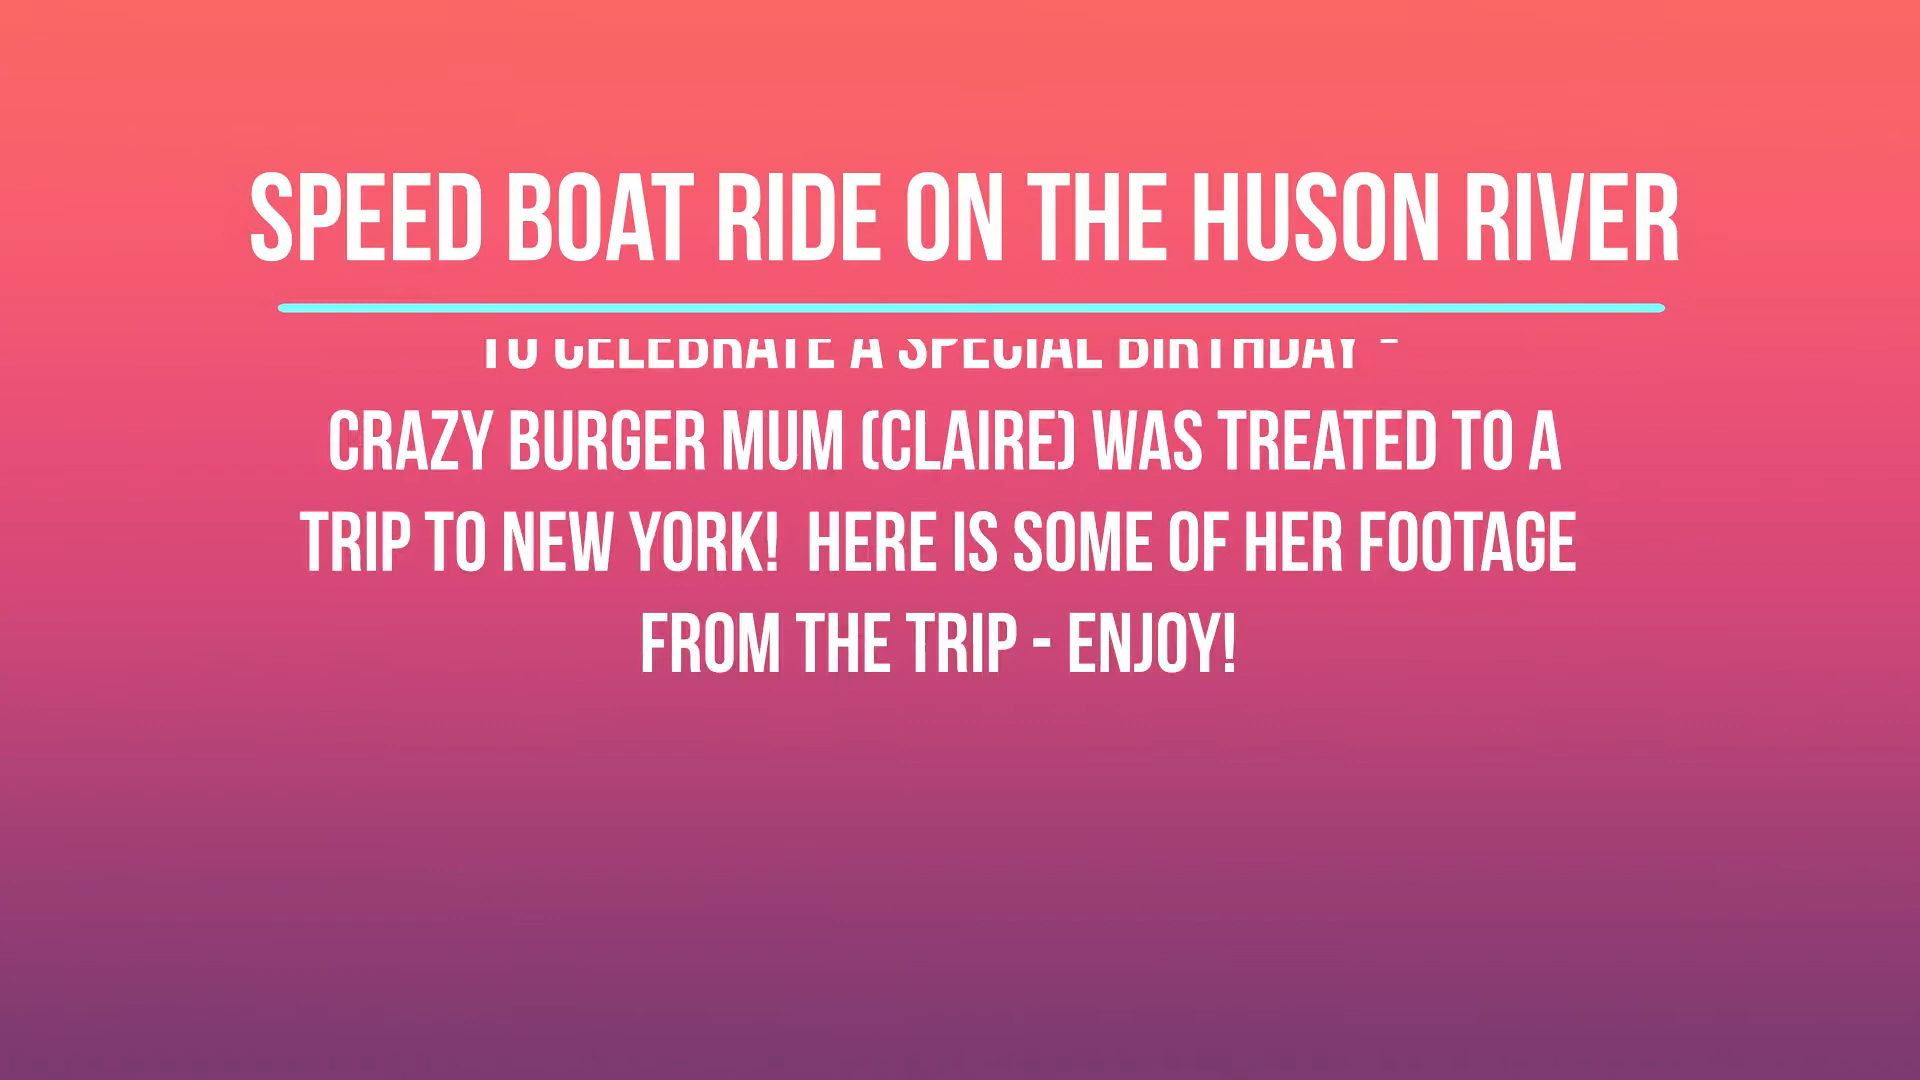 SPEED BOAT RIDE ON THE HUSON RIVER
TO CELEBRATE A SPECIAL BIRTHDAY -
CRAZY BURGER MUM (CLAIRE) WAS TREATED TO A
TRIP TO NEW YORK!  HERE IS SOME OF HER FOOTAGE
FROM THE TRIP - ENJOY!